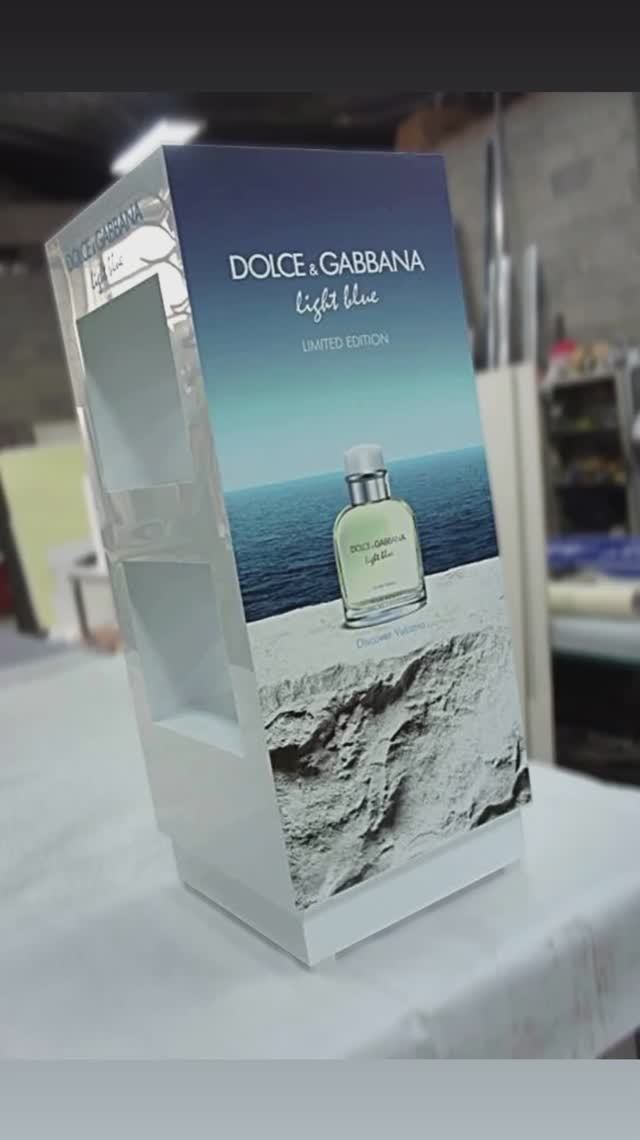 DOLCE & GABBANA
light blue
DOLCE & GABBANA
light blue
LIMITED EDITION
DOLCE & GABBANA
light blue
Discover Vulcano